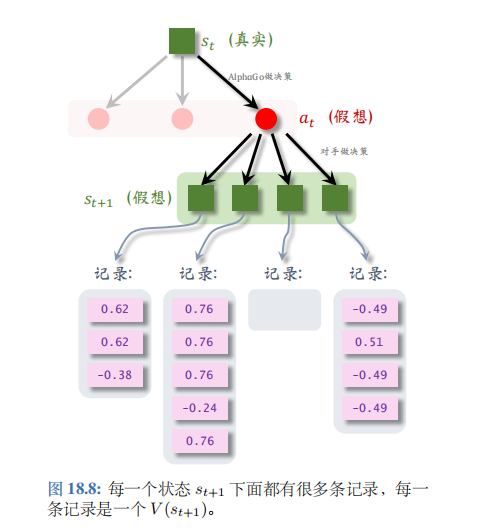 s_t (真实)
AlphaGo做决策
a_t (假想)
对手做决策
s_{t+1} (假想)
记录: 记录: 记录: 记录:
0.62 0.76 -0.49
0.62 0.76 0.51
-0.38 0.76 -0.49
-0.24 -0.49
0.76
图 18.8: 每一个状态 s_{t+1} 下面都有很多条记录，每一
条记录是一个 V(s_{t+1})。